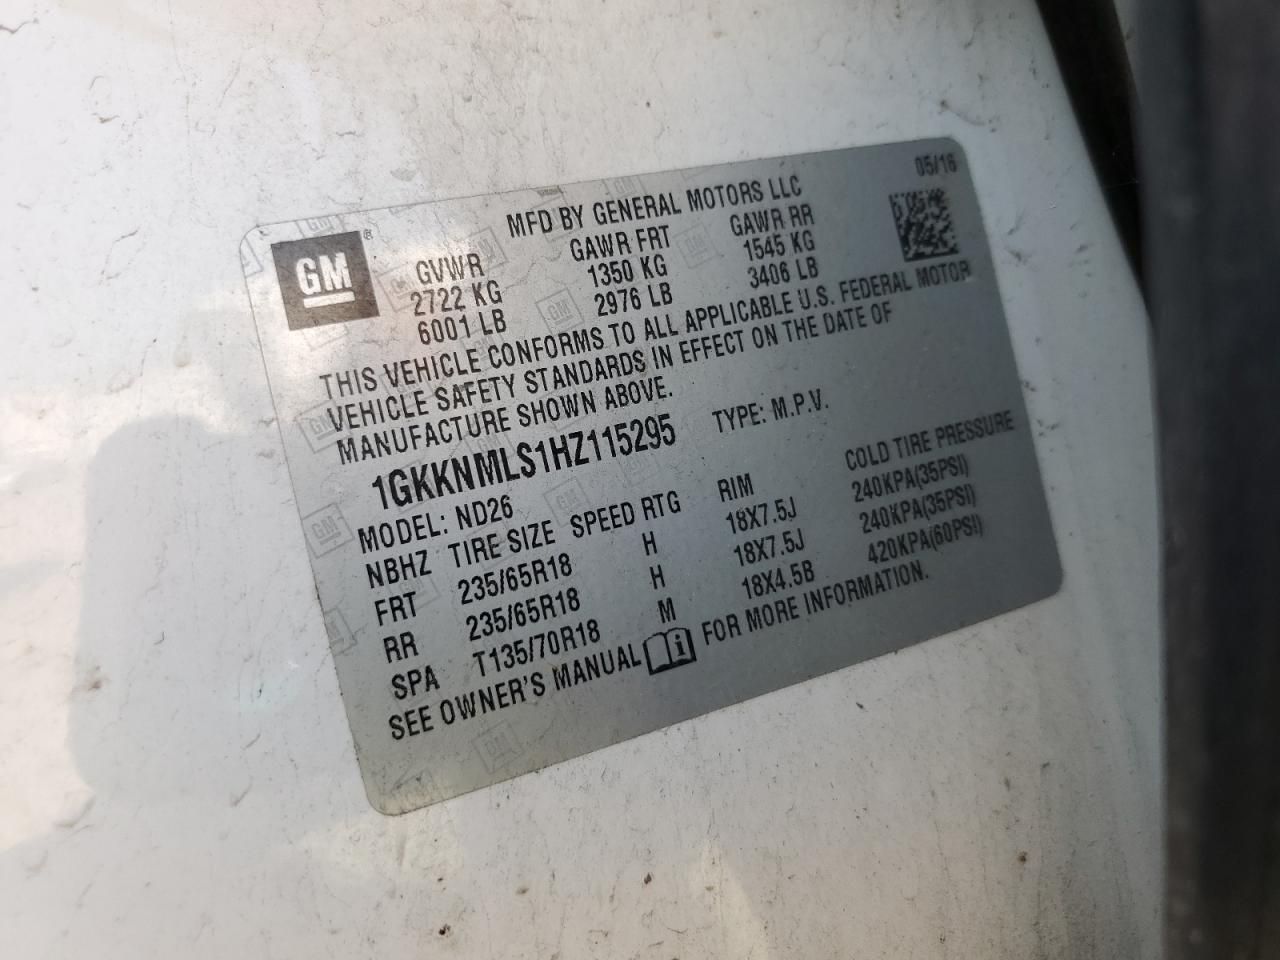 05/16
MFD BY GENERAL MOTORS LLC
GM ®
GVWR GAWR FRT GAWR RR
2722 KG 1350 KG 1545 KG
6001 LB 2976 LB 3406 LB
THIS VEHICLE CONFORMS TO ALL APPLICABLE U.S. FEDERAL MOTOR
VEHICLE SAFETY STANDARDS IN EFFECT ON THE DATE OF
MANUFACTURE SHOWN ABOVE.
1GKKNMLS1HZ115295 TYPE: M.P.V.
MODEL: ND26
NBHZ TIRE SIZE SPEED RTG RIM COLD TIRE PRESSURE
FRT 235/65R18 H 18X7.5J 240KPA(35PSI)
RR 235/65R18 H 18X7.5J 240KPA(35PSI)
SPA T135/70R18 M 18X4.5B 420KPA(60PSI)
SEE OWNER'S MANUAL i FOR MORE INFORMATION.